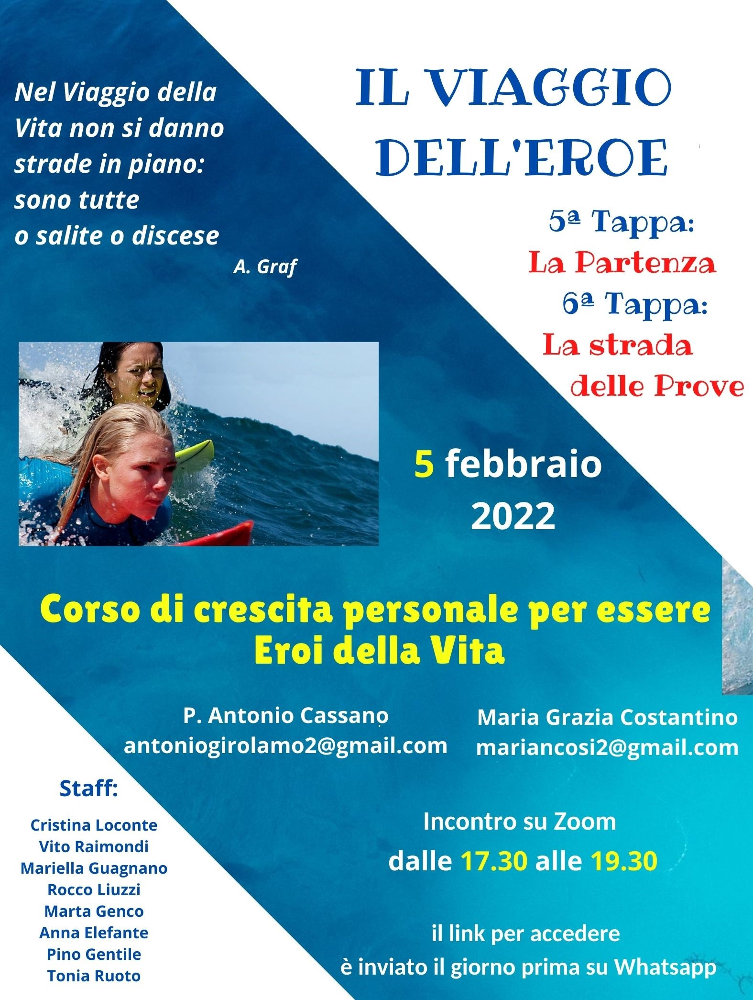 Nel Viaggio della
Vita non si danno
strade in piano:
sono tutte
o salite o discese
A. Graf
IL VIAGGIO
DELL'EROE
5ª Tappa:
La Partenza
6ª Tappa:
La strada
delle Prove
5 febbraio
2022
Corso di crescita personale per essere
Eroi della Vita
P. Antonio Cassano
antoniogirolamo2@gmail.com
Maria Grazia Costantino
mariancosi2@gmail.com
Staff:
Cristina Loconte
Vito Raimondi
Mariella Guagnano
Rocco Liuzzi
Marta Genco
Anna Elefante
Pino Gentile
Tonia Ruoto
Incontro su Zoom
dalle 17.30 alle 19.30
il link per accedere
è inviato il giorno prima su Whatsapp